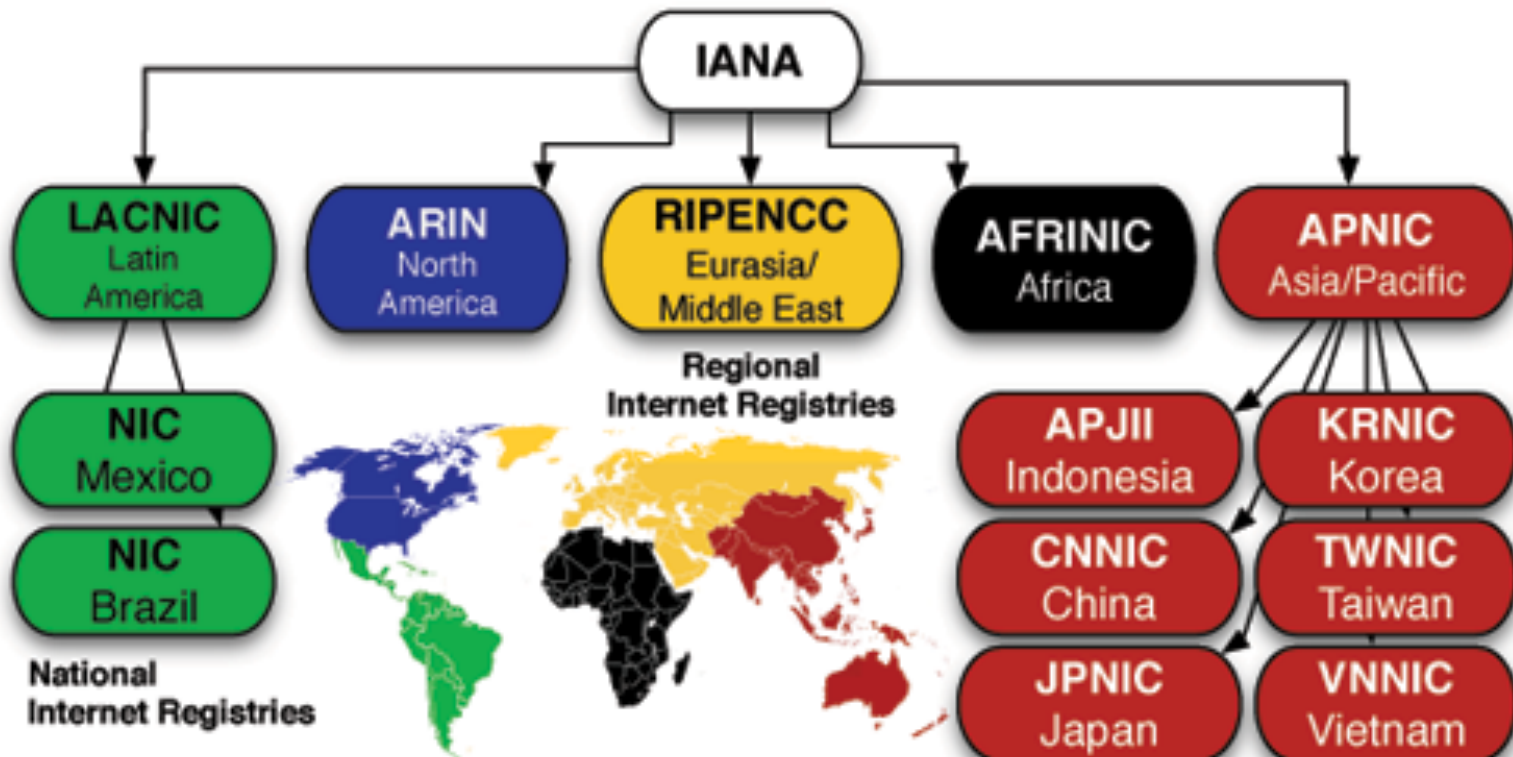 IANA
LACNIC
Latin
America
ARIN
North
America
RIPENCC
Eurasia/
Middle East
AFRINIC
Africa
APNIC
Asia/Pacific
Regional
Internet Registries
NIC
Mexico
NIC
Brazil
National
Internet Registries
APJII
Indonesia
KRNIC
Korea
CNNIC
China
TWNIC
Taiwan
JPNIC
Japan
VNNIC
Vietnam